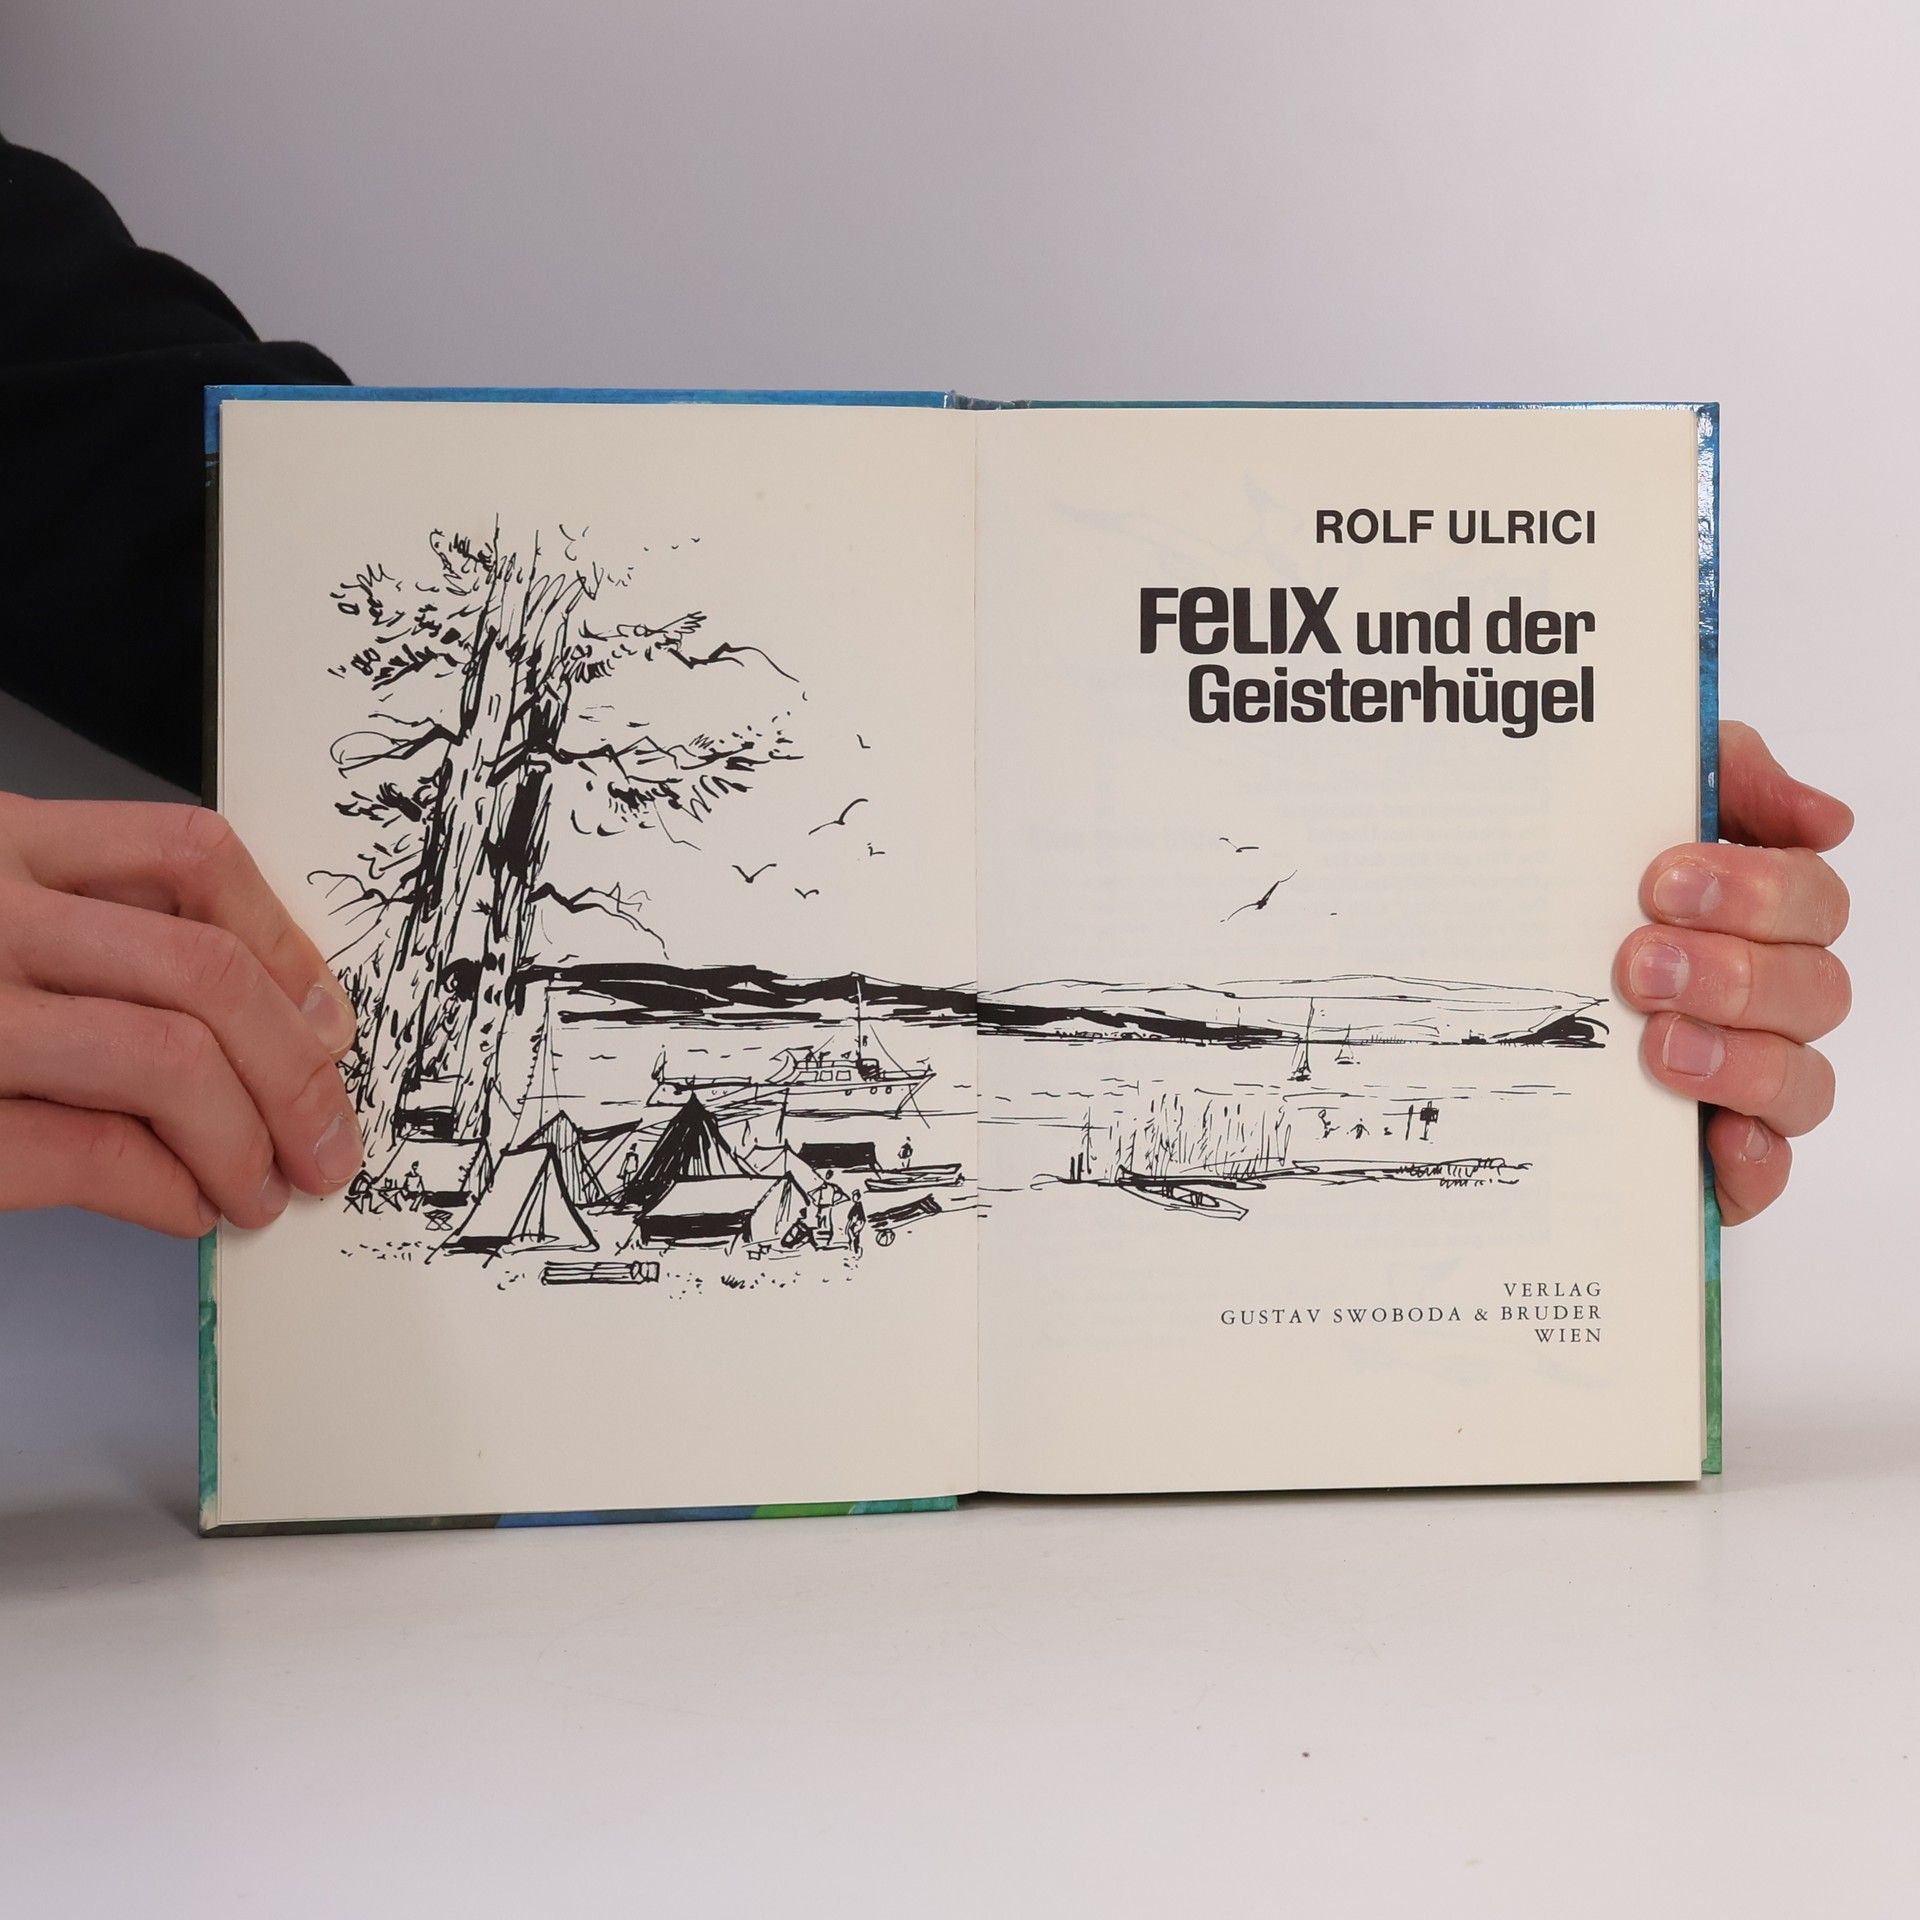 ROLF ULRICI
FeLIX und der
Geisterhügel
VERLAG
GUSTAV SWOBODA & BRUDER
WIEN